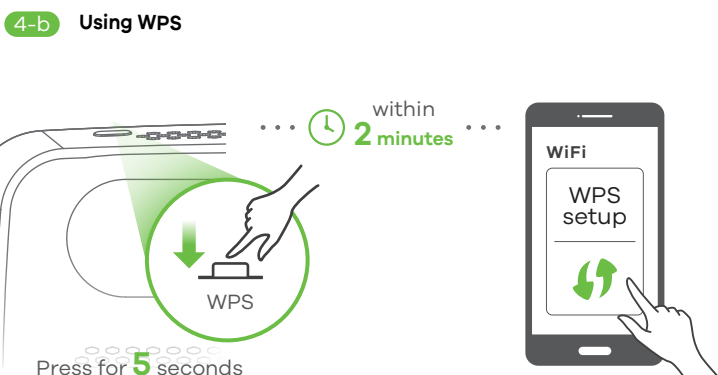 4-b Using WPS
within
2 minutes
WiFi
WPS
setup
WPS
Press for 5 seconds